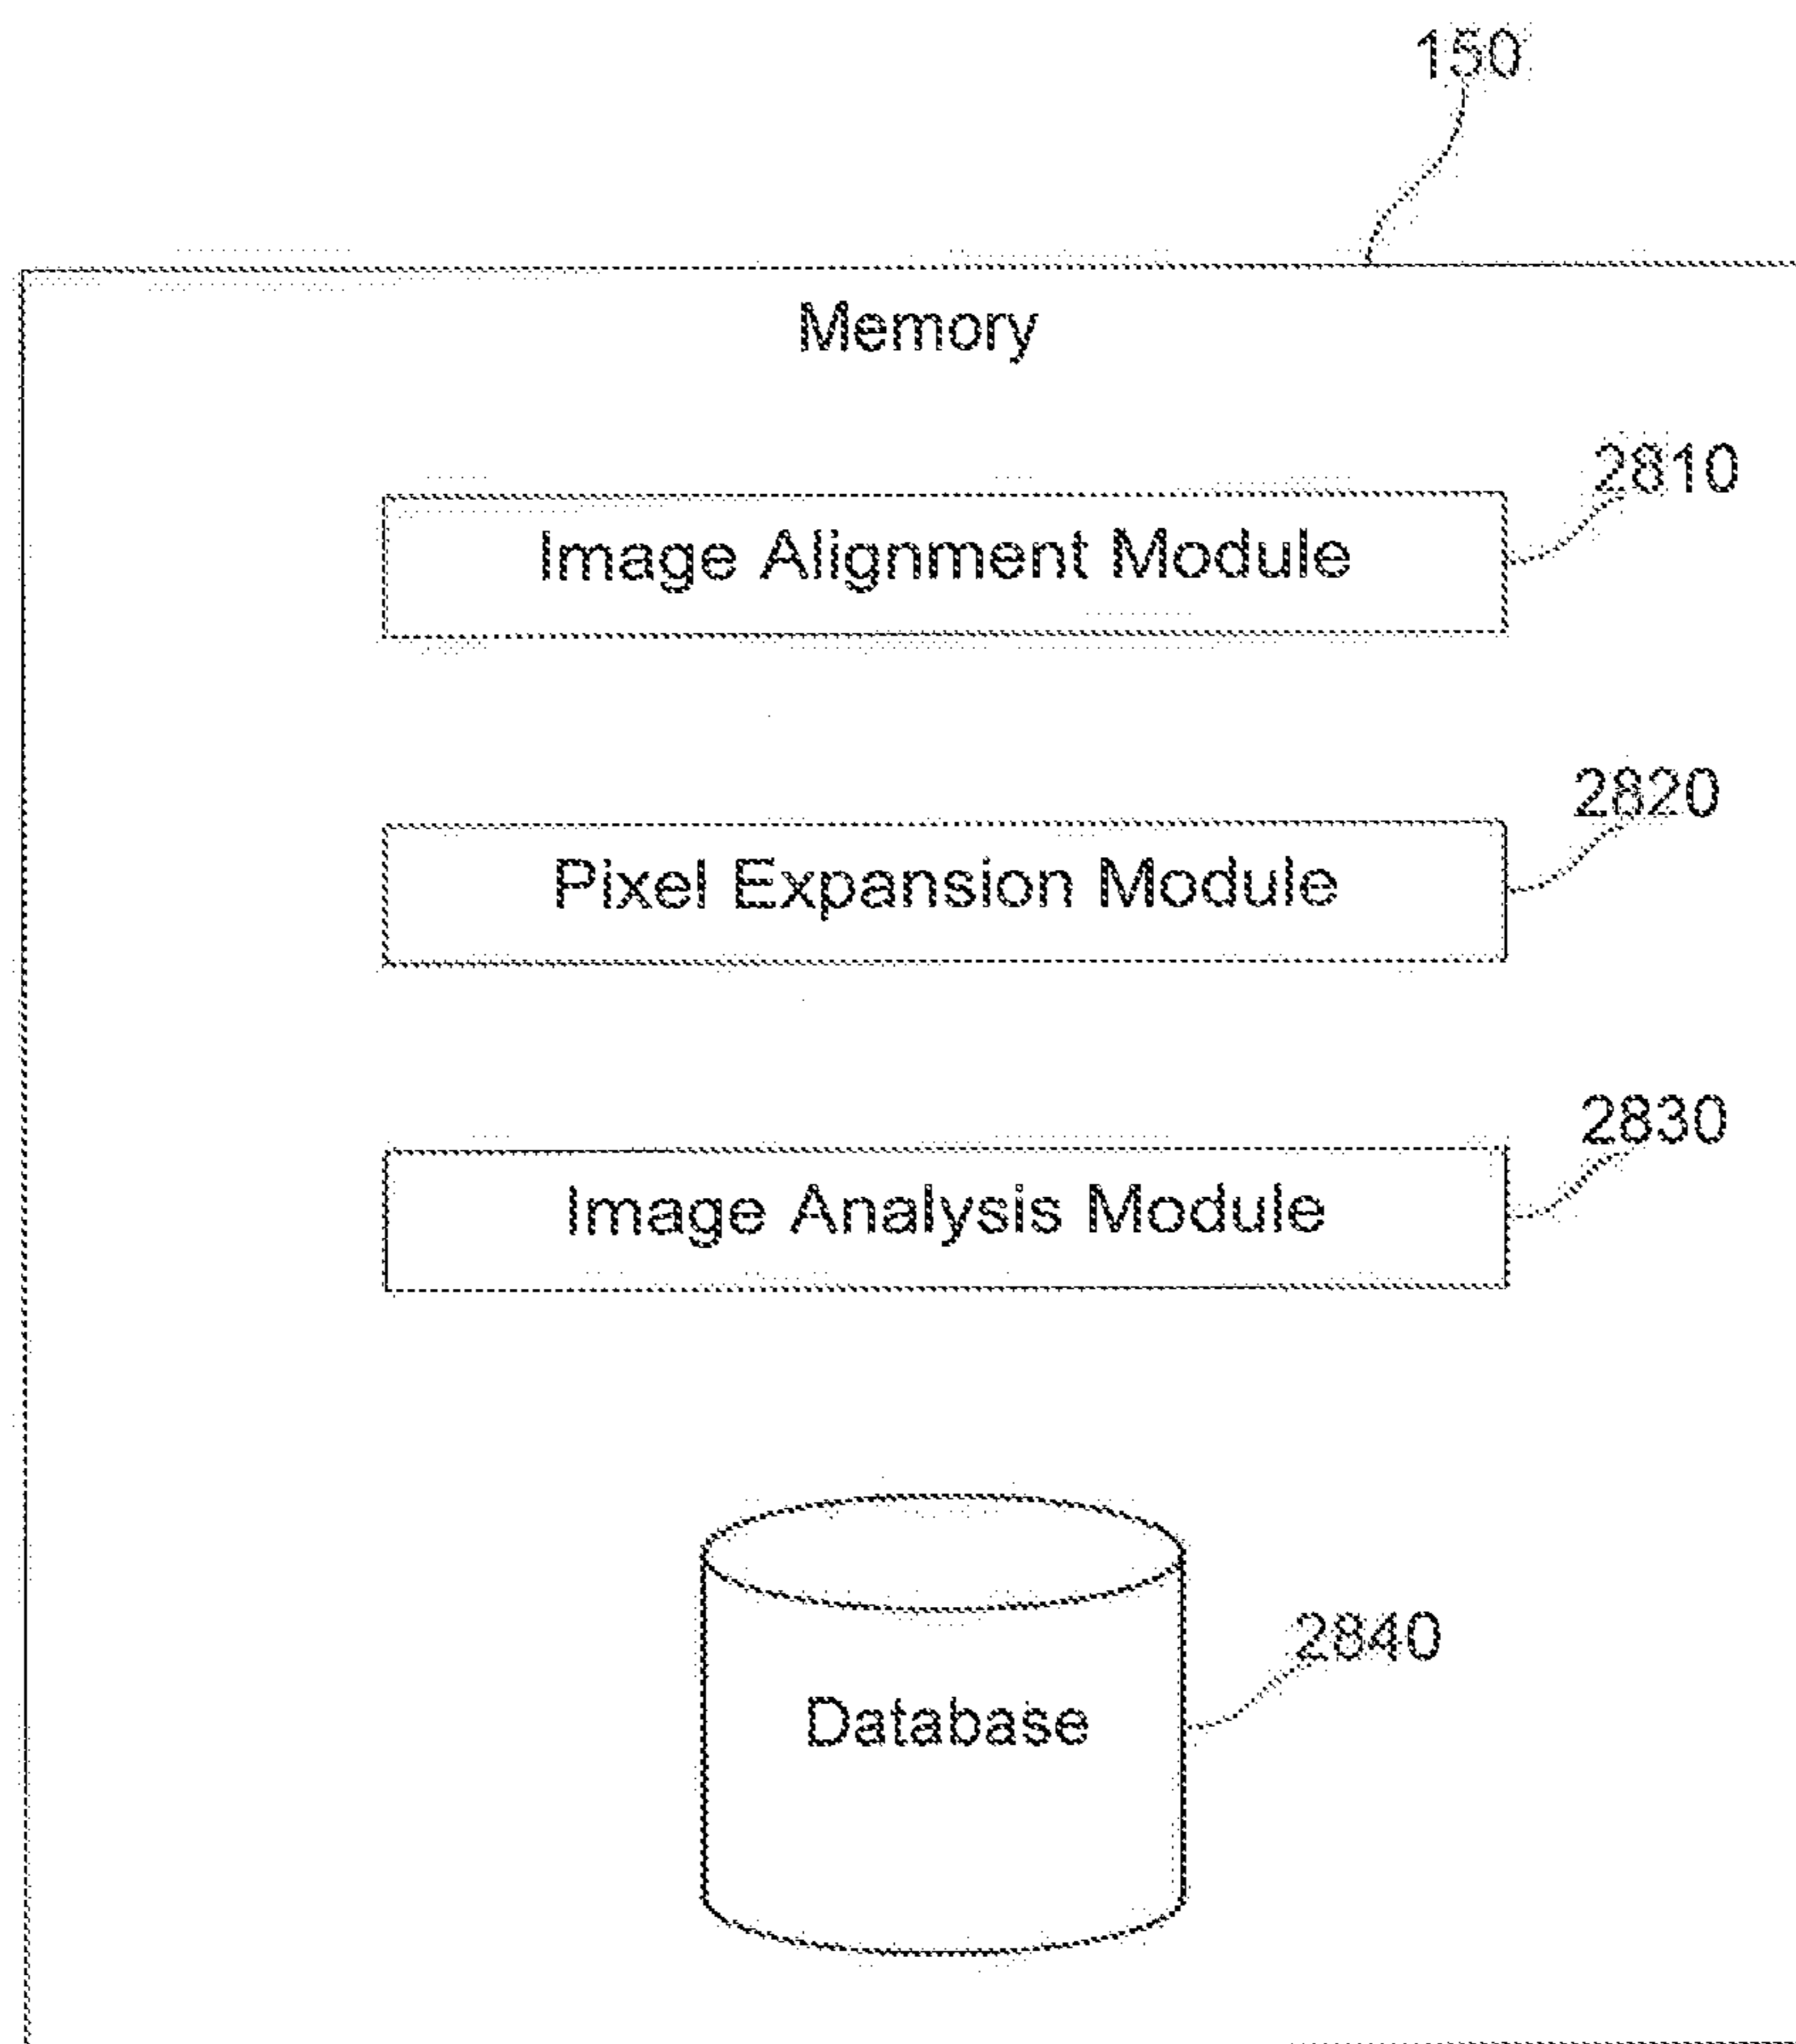 150
Memory
2810
Image Alignment Module
2820
Pixel Expansion Module
2830
Image Analysis Module
2840
Database